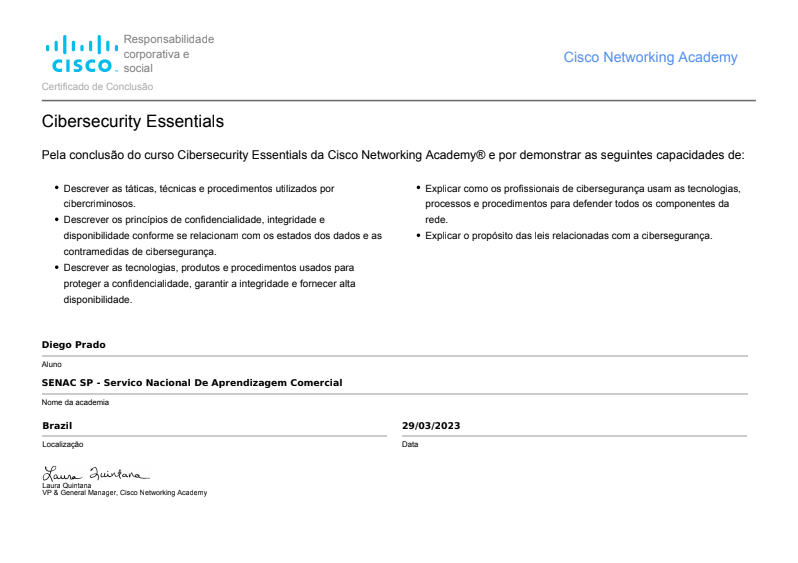 CISCO
Responsabilidade
corporativa e
social
Cisco Networking Academy
Certificado de Conclusão
Cibersecurity Essentials
Pela conclusão do curso Cibersecurity Essentials da Cisco Networking Academy® e por demonstrar as seguintes capacidades de:
• Descrever as táticas, técnicas e procedimentos utilizados por
cibercriminosos.
• Descrever os princípios de confidencialidade, integridade e
disponibilidade conforme se relacionam com os estados dos dados e as
contramedidas de cibersegurança.
• Descrever as tecnologias, produtos e procedimentos usados para
proteger a confidencialidade, garantir a integridade e fornecer alta
disponibilidade.
• Explicar como os profissionais de cibersegurança usam as tecnologias,
processos e procedimentos para defender todos os componentes da
rede.
• Explicar o propósito das leis relacionadas com a cibersegurança.
Diego Prado
Aluno
SENAC SP - Servico Nacional De Aprendizagem Comercial
Nome da academia
Brazil
Localização
29/03/2023
Data
Laura Quintana
Laura Quintana
VP & General Manager, Cisco Networking Academy